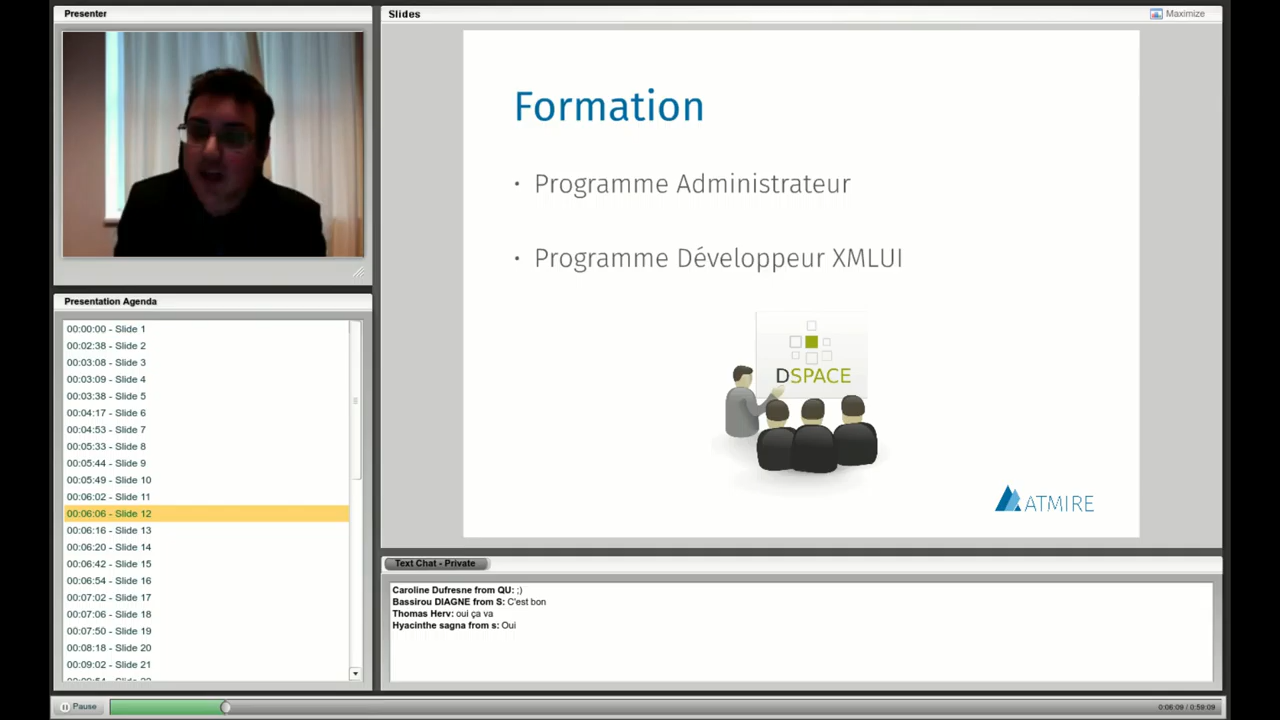 Presenter
Presentation Agenda
00:00:00 - Slide 1
00:02:38 - Slide 2
00:03:08 - Slide 3
00:03:09 - Slide 4
00:03:38 - Slide 5
00:04:17 - Slide 6
00:04:53 - Slide 7
00:05:33 - Slide 8
00:05:44 - Slide 9
00:05:49 - Slide 10
00:06:02 - Slide 11
00:06:06 - Slide 12
00:06:16 - Slide 13
00:06:20 - Slide 14
00:06:42 - Slide 15
00:06:54 - Slide 16
00:07:02 - Slide 17
00:07:06 - Slide 18
00:07:50 - Slide 19
00:08:18 - Slide 20
00:09:02 - Slide 21
Slides
Maximize
Formation
· Programme Administrateur
· Programme Développeur XMLUI
DSPACE
ATMIRE
Text Chat - Private
Caroline Dufresne from QU: ;)
Bassirou DIAGNE from S: C'est bon
Thomas Herv: oui ça va
Hyacinthe sagna from s: Oui
Pause
0:06:09 / 0:59:09